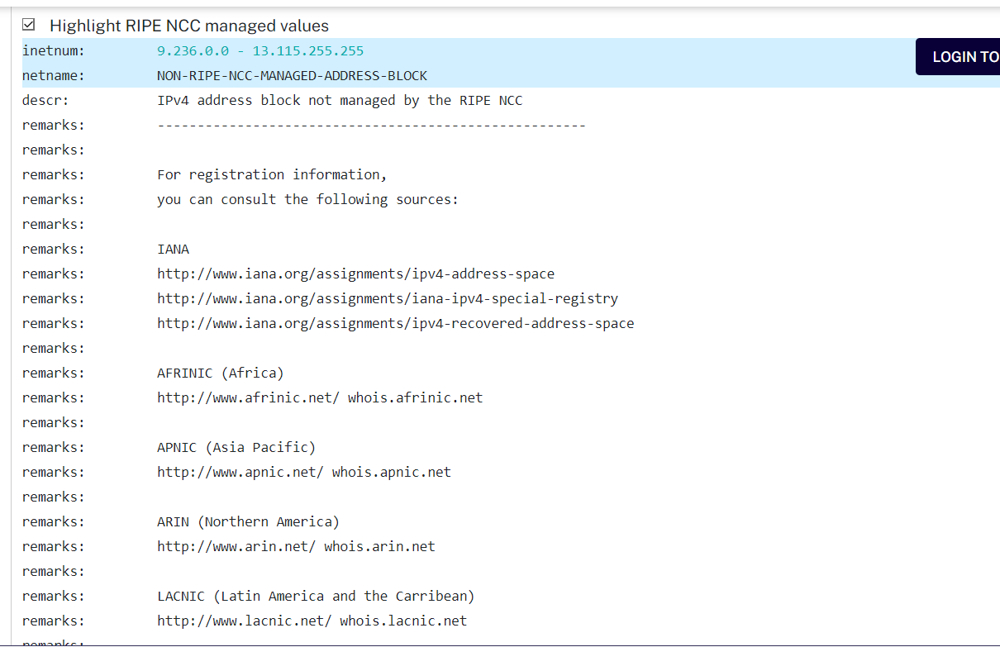 Highlight RIPE NCC managed values
inetnum: 9.236.0.0 - 13.115.255.255
LOGIN TO
netname: NON-RIPE-NCC-MANAGED-ADDRESS-BLOCK
descr: IPv4 address block not managed by the RIPE NCC
remarks: ------------------------------------------------------
remarks:
remarks: For registration information,
remarks: you can consult the following sources:
remarks:
remarks: IANA
remarks: http://www.iana.org/assignments/ipv4-address-space
remarks: http://www.iana.org/assignments/iana-ipv4-special-registry
remarks: http://www.iana.org/assignments/ipv4-recovered-address-space
remarks:
remarks: AFRINIC (Africa)
remarks: http://www.afrinic.net/ whois.afrinic.net
remarks:
remarks: APNIC (Asia Pacific)
remarks: http://www.apnic.net/ whois.apnic.net
remarks:
remarks: ARIN (Northern America)
remarks: http://www.arin.net/ whois.arin.net
remarks:
remarks: LACNIC (Latin America and the Carribean)
remarks: http://www.lacnic.net/ whois.lacnic.net
remarks: